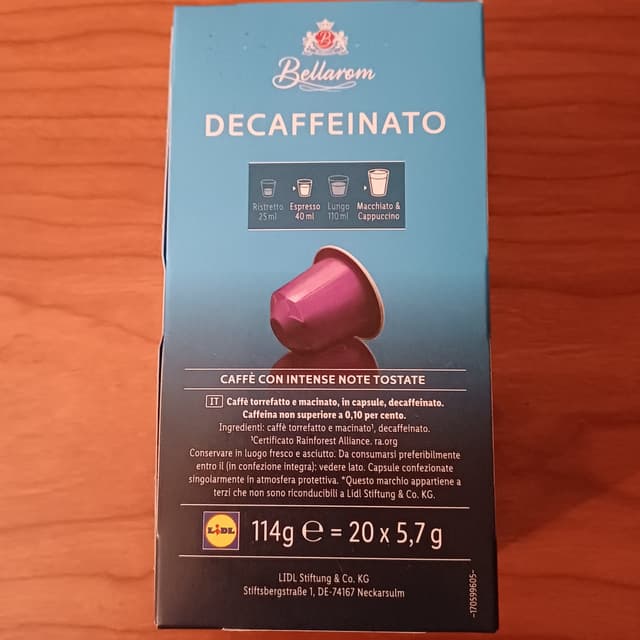 B
Bellarom
DECAFFEINATO
Ristretto Espresso Lungo Macchiato &
25 ml 40 ml 110 ml Cappuccino
CAFFÈ CON INTENSE NOTE TOSTATE
IT Caffè torrefatto e macinato, in capsule, decaffeinato.
Caffeina non superiore a 0,10 per cento.
Ingredienti: caffè torrefatto e macinato¹, decaffeinato.
¹Certificato Rainforest Alliance. ra.org
Conservare in luogo fresco e asciutto. Da consumarsi preferibilmente
entro il (in confezione integra): vedere lato. Capsule confezionate
singolarmente in atmosfera protettiva. *Questo marchio appartiene a
terzi che non sono riconducibili a Lidl Stiftung & Co. KG.
LIDL 114g ℮ = 20 x 5,7 g
LIDL Stiftung & Co. KG
Stiftsbergstraße 1, DE-74167 Neckarsulm
-170599605-